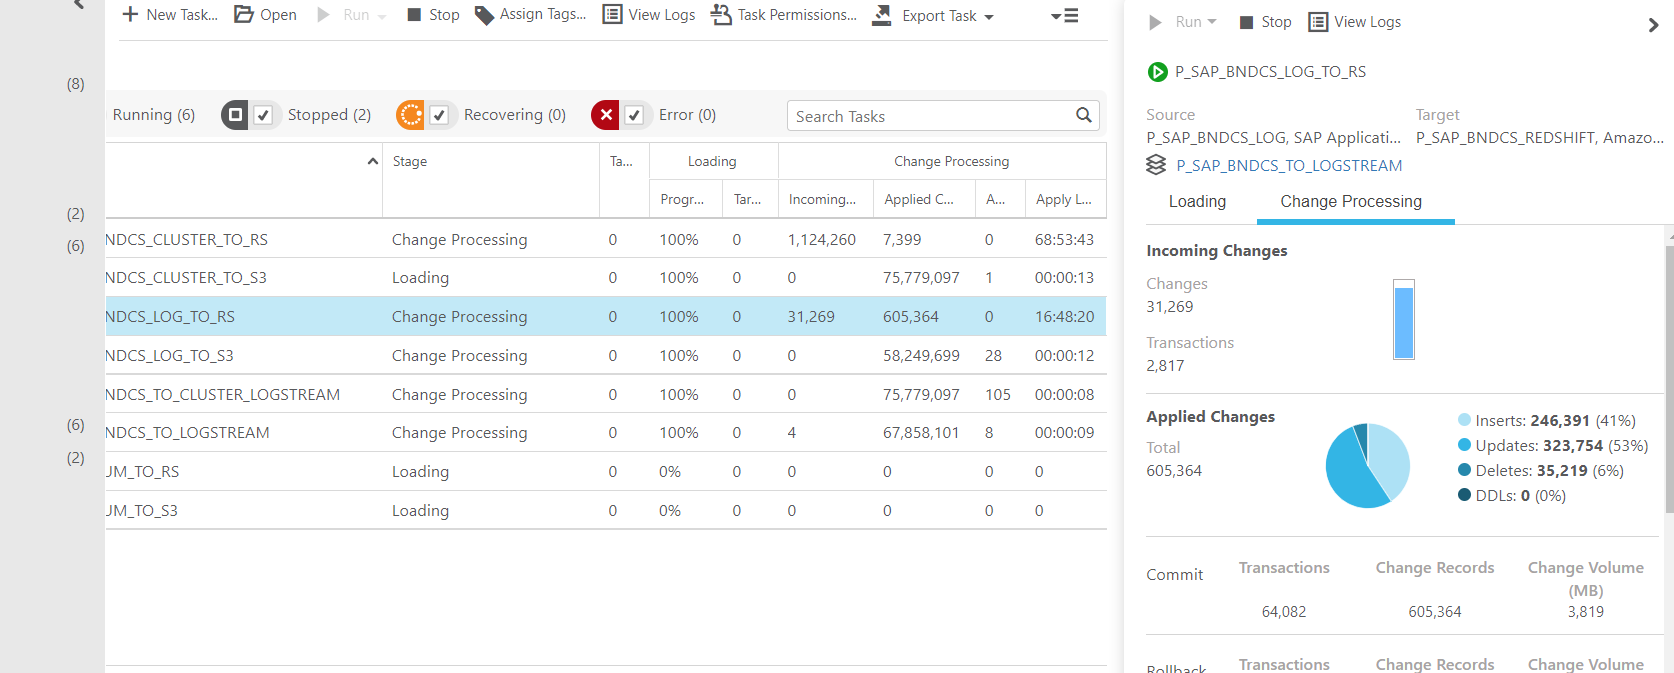 New Task... Open Run Stop Assign Tags... View Logs Task Permissions... Export Task
(8)
Running (6) Stopped (2) Recovering (0) Error (0) Search Tasks
Stage Ta... Loading Change Processing
Progr... Tar... Incoming... Applied C... A... Apply L...
(2)
(6)
NDCS_CLUSTER_TO_RS Change Processing 0 100% 0 1,124,260 7,399 0 68:53:43
NDCS_CLUSTER_TO_S3 Loading 0 100% 0 0 75,779,097 1 00:00:13
NDCS_LOG_TO_RS Change Processing 0 100% 0 31,269 605,364 0 16:48:20
NDCS_LOG_TO_S3 Change Processing 0 100% 0 0 58,249,699 28 00:00:12
NDCS_TO_CLUSTER_LOGSTREAM Change Processing 0 100% 0 0 75,779,097 105 00:00:08
(6)
NDCS_TO_LOGSTREAM Change Processing 0 100% 0 4 67,858,101 8 00:00:09
(2)
UM_TO_RS Loading 0 0% 0 0 0 0 0
UM_TO_S3 Loading 0 0% 0 0 0 0 0
Run Stop View Logs
P_SAP_BNDCS_LOG_TO_RS
Source Target
P_SAP_BNDCS_LOG, SAP Applicati... P_SAP_BNDCS_REDSHIFT, Amazo...
P_SAP_BNDCS_TO_LOGSTREAM
Loading Change Processing
Incoming Changes
Changes
31,269
Transactions
2,817
Applied Changes
Total
605,364
Inserts: 246,391 (41%)
Updates: 323,754 (53%)
Deletes: 35,219 (6%)
DDLs: 0 (0%)
Commit Transactions Change Records Change Volume
(MB)
64,082 605,364 3,819
Rollback Transactions Change Records Change Volume